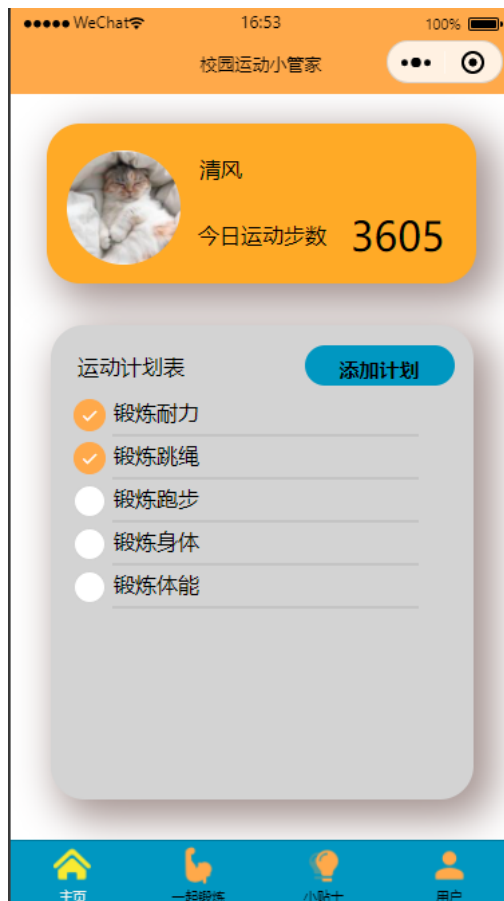 ●●●●● WeChat 16:53 100%
校园运动小管家
清风
今日运动步数 3605
运动计划表 添加计划
锻炼耐力
锻炼跳绳
锻炼跑步
锻炼身体
锻炼体能
主页 一起锻炼 小贴士 用户